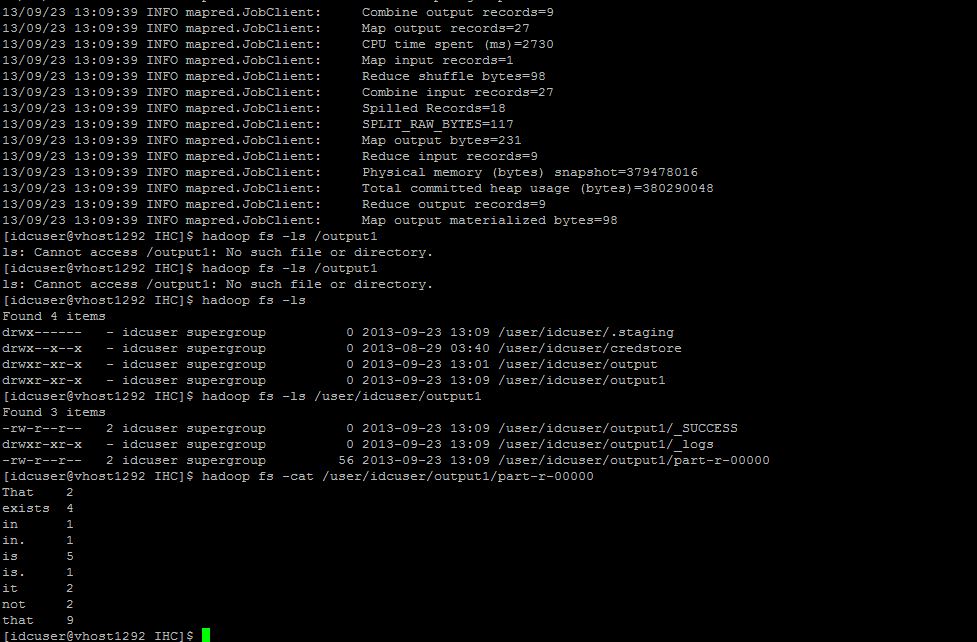 13/09/23 13:09:39 INFO mapred.JobClient:     Combine output records=9
13/09/23 13:09:39 INFO mapred.JobClient:     Map output records=27
13/09/23 13:09:39 INFO mapred.JobClient:     CPU time spent (ms)=2730
13/09/23 13:09:39 INFO mapred.JobClient:     Map input records=1
13/09/23 13:09:39 INFO mapred.JobClient:     Reduce shuffle bytes=98
13/09/23 13:09:39 INFO mapred.JobClient:     Combine input records=27
13/09/23 13:09:39 INFO mapred.JobClient:     Spilled Records=18
13/09/23 13:09:39 INFO mapred.JobClient:     SPLIT_RAW_BYTES=117
13/09/23 13:09:39 INFO mapred.JobClient:     Map output bytes=231
13/09/23 13:09:39 INFO mapred.JobClient:     Reduce input records=9
13/09/23 13:09:39 INFO mapred.JobClient:     Physical memory (bytes) snapshot=379478016
13/09/23 13:09:39 INFO mapred.JobClient:     Total committed heap usage (bytes)=380290048
13/09/23 13:09:39 INFO mapred.JobClient:     Reduce output records=9
13/09/23 13:09:39 INFO mapred.JobClient:     Map output materialized bytes=98
[idcuser@vhost1292 IHC]$ hadoop fs -ls /output1
ls: Cannot access /output1: No such file or directory.
[idcuser@vhost1292 IHC]$ hadoop fs -ls /output1
ls: Cannot access /output1: No such file or directory.
[idcuser@vhost1292 IHC]$ hadoop fs -ls
Found 4 items
drwx------   - idcuser supergroup          0 2013-09-23 13:09 /user/idcuser/.staging
drwx--x--x   - idcuser supergroup          0 2013-08-29 03:40 /user/idcuser/credstore
drwxr-xr-x   - idcuser supergroup          0 2013-09-23 13:01 /user/idcuser/output
drwxr-xr-x   - idcuser supergroup          0 2013-09-23 13:09 /user/idcuser/output1
[idcuser@vhost1292 IHC]$ hadoop fs -ls /user/idcuser/output1
Found 3 items
-rw-r--r--   2 idcuser supergroup          0 2013-09-23 13:09 /user/idcuser/output1/_SUCCESS
drwxr-xr-x   - idcuser supergroup          0 2013-09-23 13:09 /user/idcuser/output1/_logs
-rw-r--r--   2 idcuser supergroup         56 2013-09-23 13:09 /user/idcuser/output1/part-r-00000
[idcuser@vhost1292 IHC]$ hadoop fs -cat /user/idcuser/output1/part-r-00000
That    2
exists  4
in      1
in.     1
is      5
is.     1
it      2
not     2
that    9
[idcuser@vhost1292 IHC]$